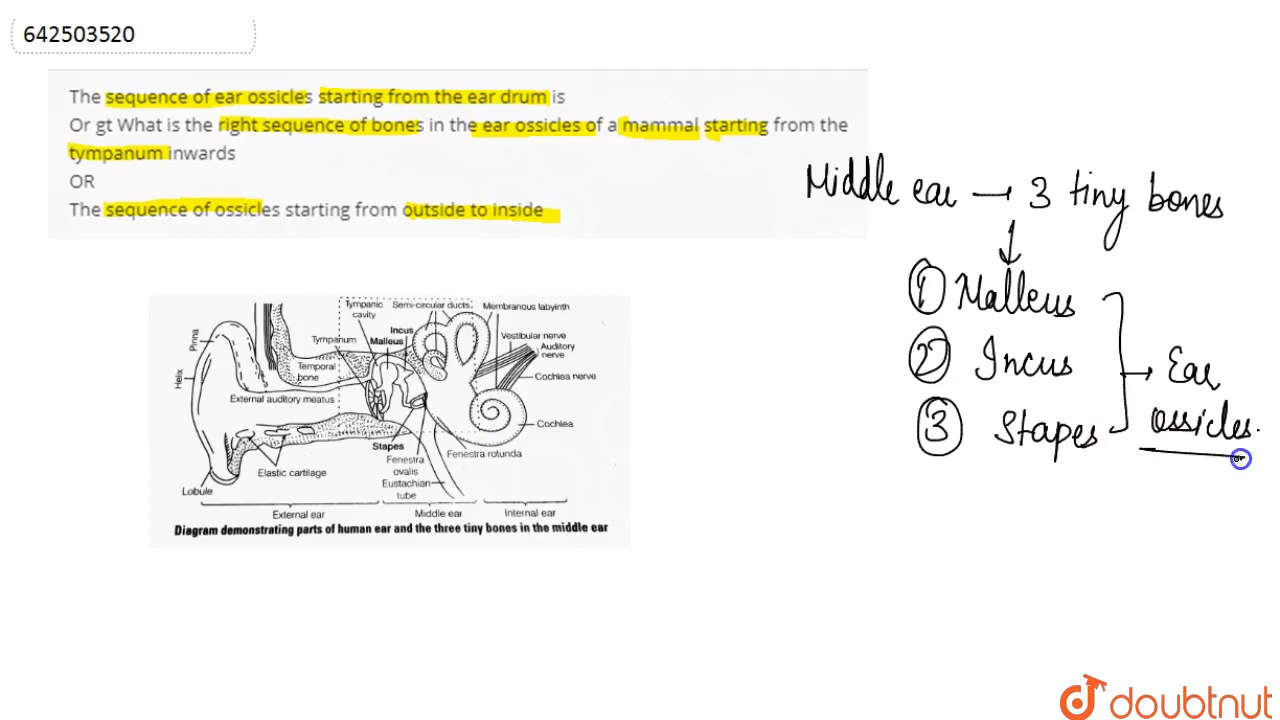 642503520
The sequence of ear ossicles starting from the ear drum is
Or gt What is the right sequence of bones in the ear ossicles of a mammal starting from the
tympanum inwards
OR
The sequence of ossicles starting from outside to inside
Middle ear → 3 tiny bones
① Malleus
② Incus
③ Stapes
→ Ear
ossicles.
Tympanic
cavity
Semi-circular ducts
Membranous labyrinth
Incus
Malleus
Tympanum
Vestibular nerve
Auditory
nerve
Pinna
Temporal
bone
Helix
Cochlea nerve
External auditory meatus
Cochlea
Stapes
Fenestra
ovalis
Fenestra rotunda
Elastic cartilage
Eustachian
tube
Lobule
External ear
Middle ear
Internal ear
Diagram demonstrating parts of human ear and the three tiny bones in the middle ear
doubtnut